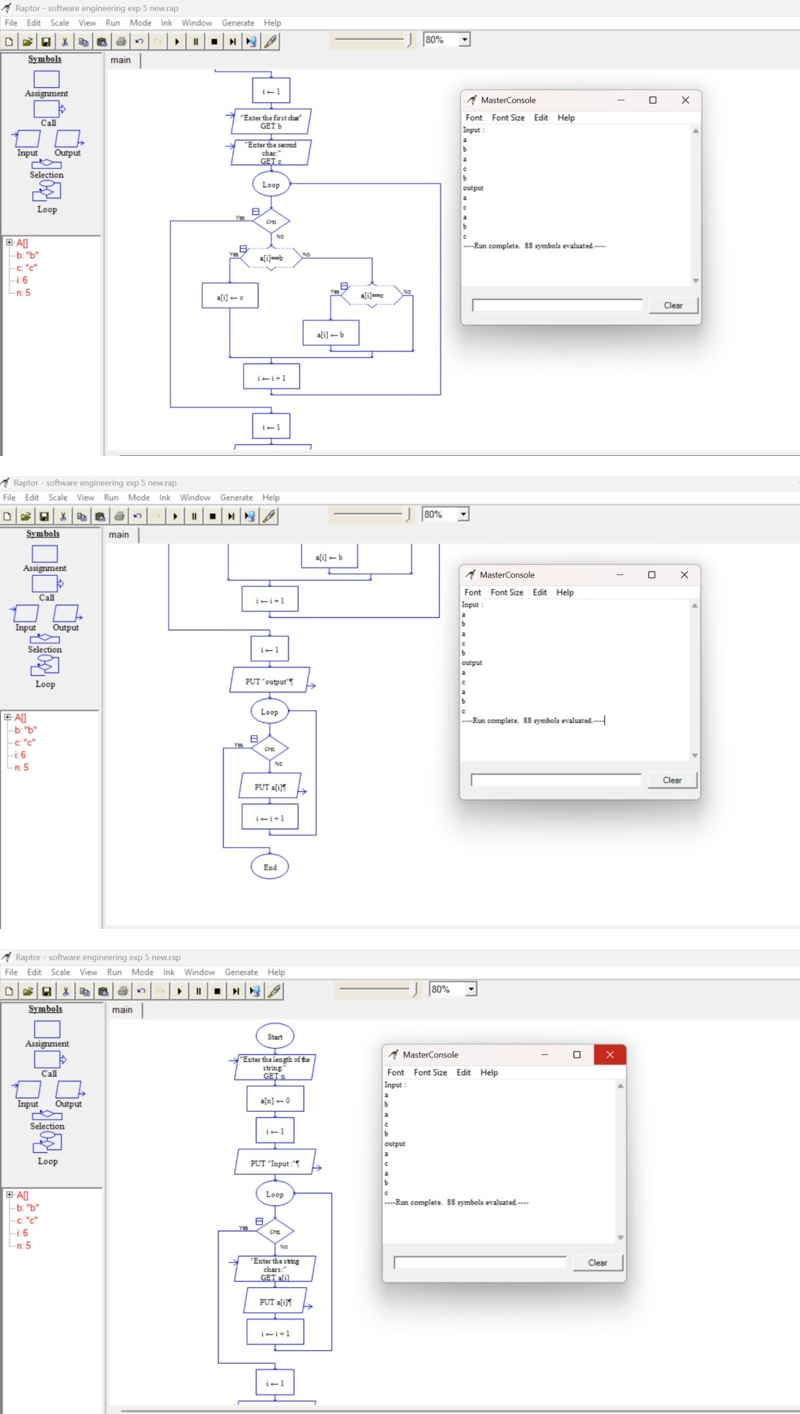 Raptor - software engineering exp 5 new.rap
File Edit Scale View Run Mode Ink Window Generate Help
80%
Symbols
main
Assignment
Call
Input Output
Selection
Loop
A[]
b: "b"
c: "c"
i: 6
n: 5
i ← 1
"Enter the first char"
GET b
"Enter the second
char:"
GET c
Loop
Yes
i>n
No
Yes
a[i]==b
No
a[i] ← c
Yes
a[i]==c
No
a[i] ← b
i ← i + 1
i ← 1
MasterConsole
Font Font Size Edit Help
Input :
a
b
a
c
b
output
a
c
a
b
c
----Run complete. 88 symbols evaluated.----
Clear
Raptor - software engineering exp 5 new.rap
File Edit Scale View Run Mode Ink Window Generate Help
80%
Symbols
main
Assignment
Call
Input Output
Selection
Loop
A[]
b: "b"
c: "c"
i: 6
n: 5
a[i] ← b
i ← i + 1
i ← 1
PUT "output"¶
Loop
Yes
i>n
No
PUT a[i]¶
i ← i + 1
End
MasterConsole
Font Font Size Edit Help
Input :
a
b
a
c
b
output
a
c
a
b
c
----Run complete. 88 symbols evaluated.----
Clear
Raptor - software engineering exp 5 new.rap
File Edit Scale View Run Mode Ink Window Generate Help
80%
Symbols
main
Assignment
Call
Input Output
Selection
Loop
A[]
b: "b"
c: "c"
i: 6
n: 5
Start
"Enter the length of the
string:"
GET n
a[n] ← 0
i ← 1
PUT "Input :"¶
Loop
Yes
i>n
No
"Enter the string
chars:"
GET a[i]
PUT a[i]¶
i ← i + 1
i ← 1
MasterConsole
Font Font Size Edit Help
Input :
a
b
a
c
b
output
a
c
a
b
c
----Run complete. 88 symbols evaluated.----
Clear